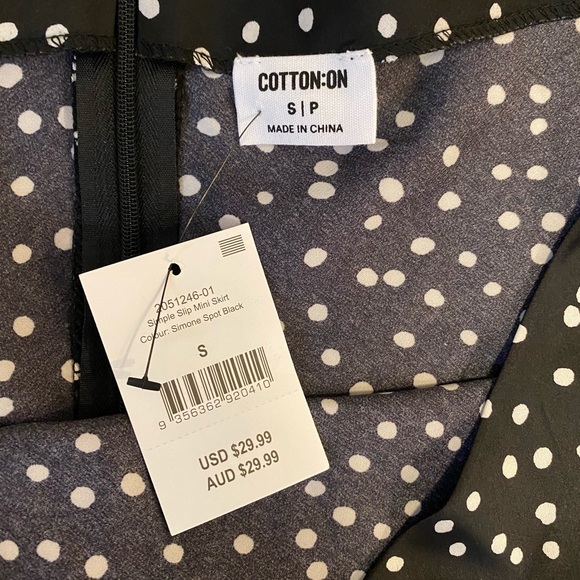 COTTON:ON
S|P
MADE IN CHINA
2051246-01
Simple Slip Mini Skirt
Colour: Simone Spot Black
S
9 356362 920410
USD $29.99
AUD $29.99